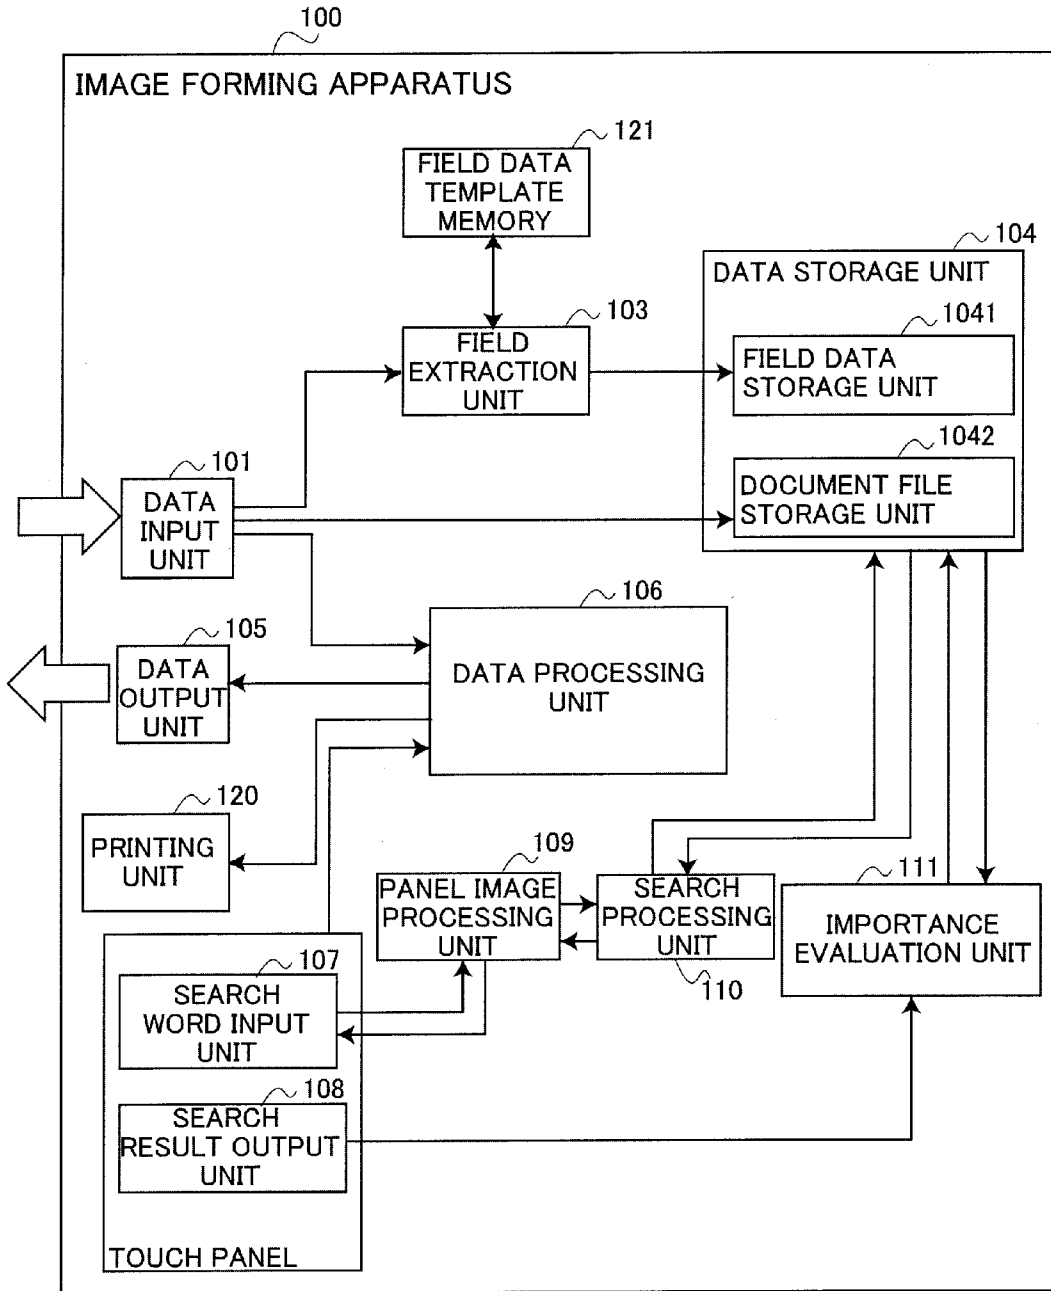 100
IMAGE FORMING APPARATUS
121
FIELD DATA
TEMPLATE
MEMORY
104
DATA STORAGE UNIT
103
FIELD
EXTRACTION
UNIT
1041
FIELD DATA
STORAGE UNIT
1042
DOCUMENT FILE
STORAGE UNIT
101
DATA
INPUT
UNIT
106
DATA PROCESSING
UNIT
105
DATA
OUTPUT
UNIT
120
PRINTING
UNIT
109
PANEL IMAGE
PROCESSING
UNIT
SEARCH
PROCESSING
UNIT
110
111
IMPORTANCE
EVALUATION UNIT
107
SEARCH
WORD INPUT
UNIT
108
SEARCH
RESULT OUTPUT
UNIT
TOUCH PANEL